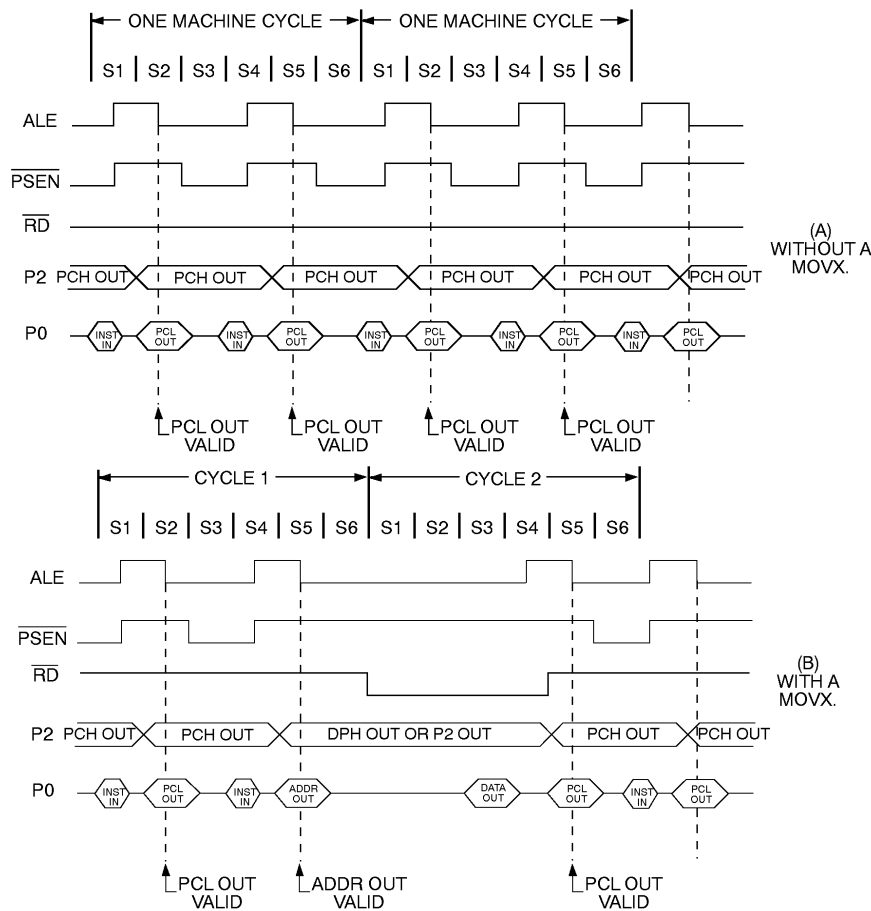 ONE MACHINE CYCLE ONE MACHINE CYCLE
S1 S2 S3 S4 S5 S6 S1 S2 S3 S4 S5 S6
ALE
PSEN
RD
(A)
WITHOUT A
MOVX.
P2 PCH OUT PCH OUT PCH OUT PCH OUT PCH OUT PCH OUT
P0 INST IN PCL OUT INST IN PCL OUT INST IN PCL OUT INST IN PCL OUT INST IN PCL OUT
PCL OUT PCL OUT PCL OUT PCL OUT
VALID VALID VALID VALID
CYCLE 1 CYCLE 2
S1 S2 S3 S4 S5 S6 S1 S2 S3 S4 S5 S6
ALE
PSEN
RD
(B)
WITH A
MOVX.
P2 PCH OUT PCH OUT DPH OUT OR P2 OUT PCH OUT PCH OUT
P0 INST IN PCL OUT INST IN ADDR OUT DATA OUT PCL OUT INST IN PCL OUT
PCL OUT ADDR OUT PCL OUT
VALID VALID VALID